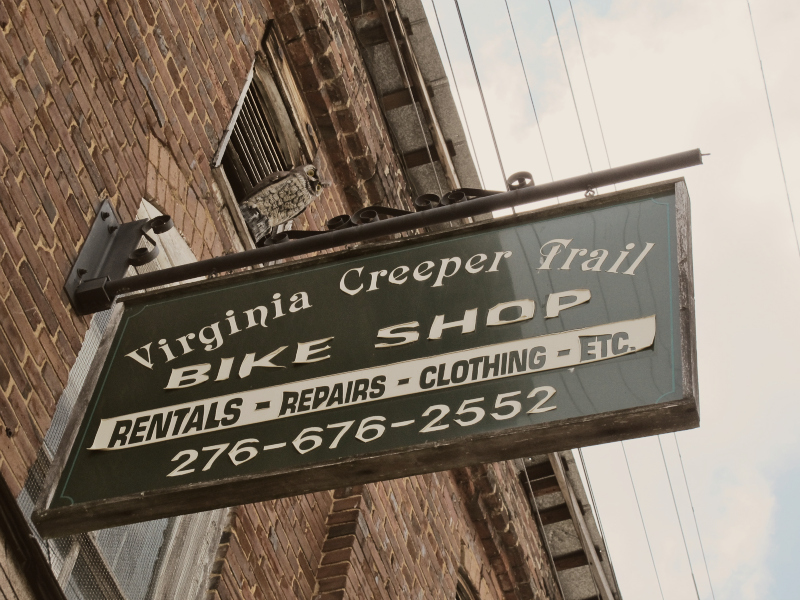 Virginia Creeper Trail
BIKE SHOP
RENTALS - REPAIRS - CLOTHING - ETC.
276-676-2552